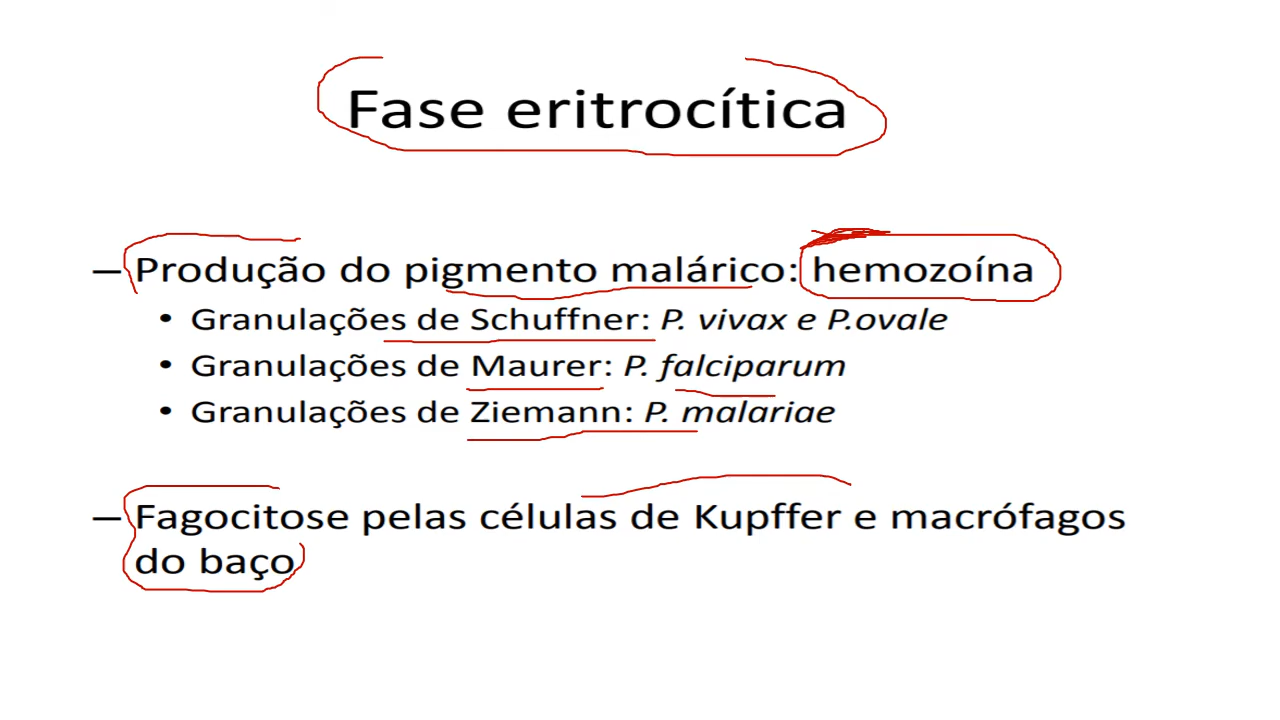 Fase eritrocítica
– Produção do pigmento malárico: hemozoína
• Granulações de Schuffner: P. vivax e P.ovale
• Granulações de Maurer: P. falciparum
• Granulações de Ziemann: P. malariae
– Fagocitose pelas células de Kupffer e macrófagos
do baço